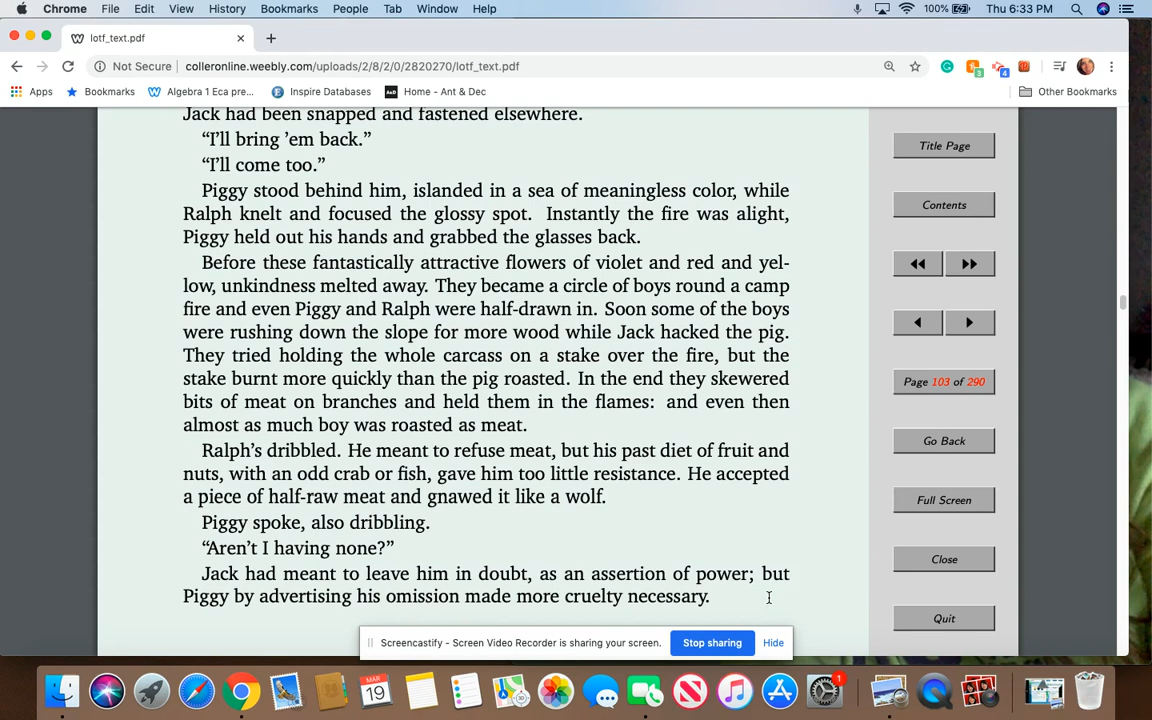 Chrome File Edit View History Bookmarks People Tab Window Help 100% Thu 6:33 PM
lotf_text.pdf
Not Secure colleronline.weebly.com/uploads/2/8/2/0/2820270/lotf_text.pdf
Apps Bookmarks Algebra 1 Eca pre... Inspire Databases Home - Ant & Dec Other Bookmarks
Jack had been snapped and fastened elsewhere.
“I’ll bring ’em back.”
“I’ll come too.”
Piggy stood behind him, islanded in a sea of meaningless color, while
Ralph knelt and focused the glossy spot. Instantly the fire was alight,
Piggy held out his hands and grabbed the glasses back.
Before these fantastically attractive flowers of violet and red and yel-
low, unkindness melted away. They became a circle of boys round a camp
fire and even Piggy and Ralph were half-drawn in. Soon some of the boys
were rushing down the slope for more wood while Jack hacked the pig.
They tried holding the whole carcass on a stake over the fire, but the
stake burnt more quickly than the pig roasted. In the end they skewered
bits of meat on branches and held them in the flames: and even then
almost as much boy was roasted as meat.
Ralph’s dribbled. He meant to refuse meat, but his past diet of fruit and
nuts, with an odd crab or fish, gave him too little resistance. He accepted
a piece of half-raw meat and gnawed it like a wolf.
Piggy spoke, also dribbling.
“Aren’t I having none?”
Jack had meant to leave him in doubt, as an assertion of power; but
Piggy by advertising his omission made more cruelty necessary.
Title Page
Contents
Page 103 of 290
Go Back
Full Screen
Close
Quit
Screencastify - Screen Video Recorder is sharing your screen. Stop sharing Hide
MAR
19
1